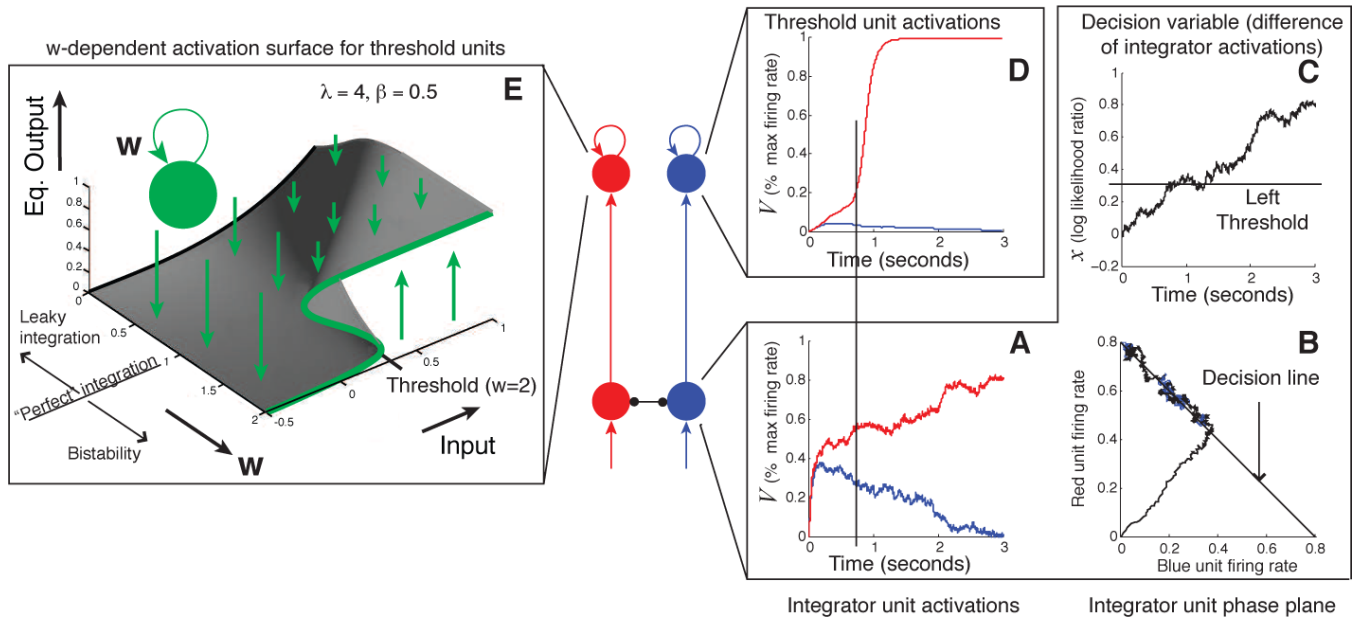 w-dependent activation surface for threshold units
E
λ = 4, β = 0.5
w
Eq. Output
1
0.8
0.6
0.4
0.2
0
0
0.5
1
1.5
2
-0.5
0
0.5
1
Leaky
integration
"Perfect" integration
Bistability
w
Threshold (w=2)
Input
Threshold unit activations
D
V (% max firing rate)
1
0.8
0.6
0.4
0.2
0
0
1
2
3
Time (seconds)
Decision variable (difference
of integrator activations)
C
x (log likelihood ratio)
1
0.8
0.6
0.4
0.2
0
−0.2
0
1
2
3
Left
Threshold
Time (seconds)
A
V (% max firing rate)
1
0.8
0.6
0.4
0.2
0
0
1
2
3
Time (seconds)
Integrator unit activations
B
Red unit firing rate
0.8
0.6
0.4
0.2
0
0
0.2
0.4
0.6
0.8
Decision line
Blue unit firing rate
Integrator unit phase plane